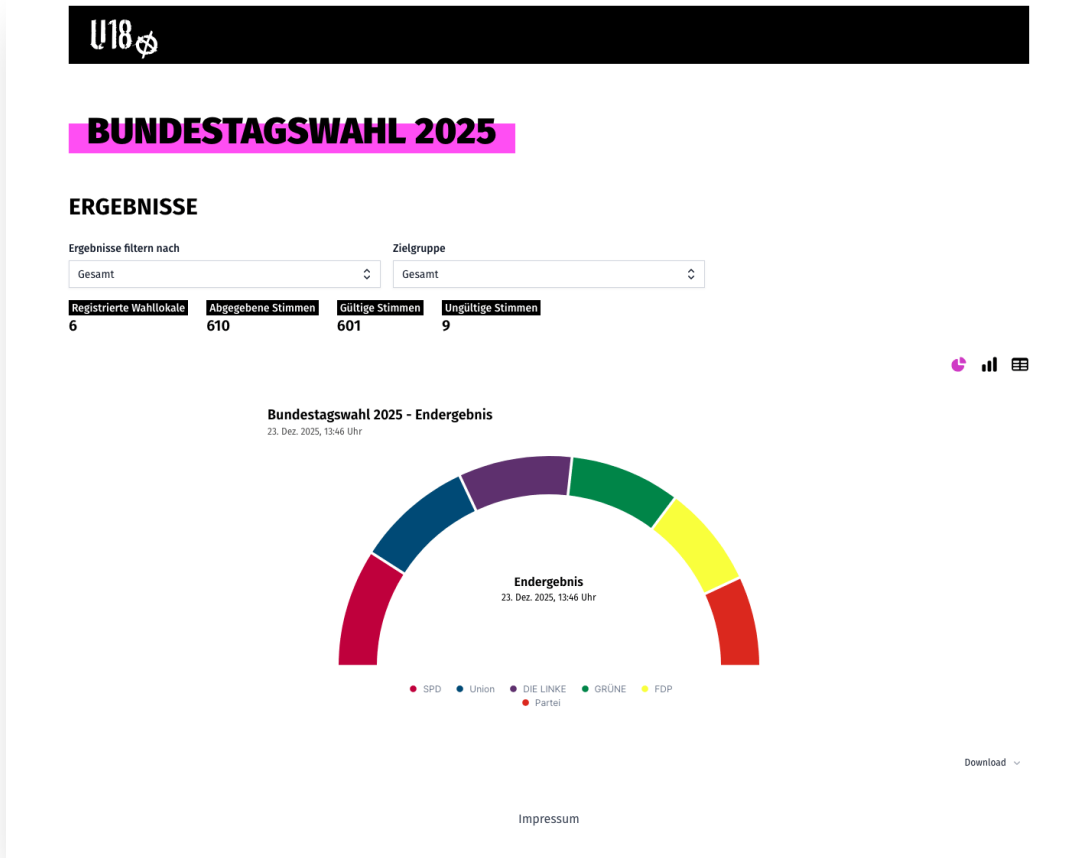 U18
BUNDESTAGSWAHL 2025
ERGEBNISSE
Ergebnisse filtern nach
Zielgruppe
Gesamt
Gesamt
Registrierte Wahllokale
Abgegebene Stimmen
Gültige Stimmen
Ungültige Stimmen
6
610
601
9
Bundestagswahl 2025 - Endergebnis
23. Dez. 2025, 13:46 Uhr
Endergebnis
23. Dez. 2025, 13:46 Uhr
SPD
Union
DIE LINKE
GRÜNE
FDP
Partei
Download
Impressum